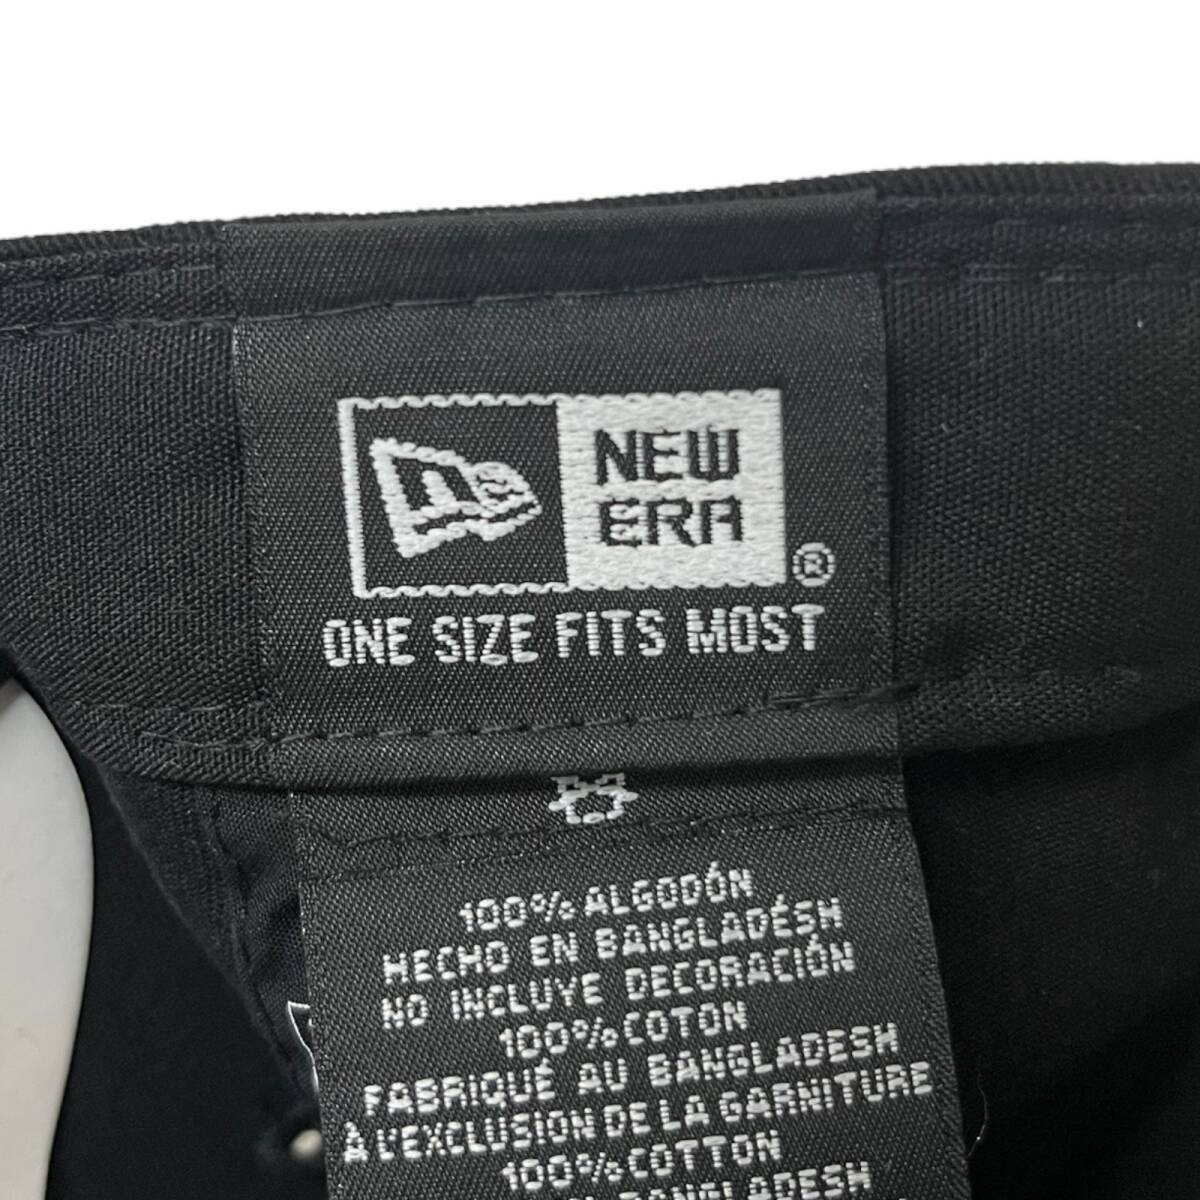 NEW
ERA
®
ONE SIZE FITS MOST
100% ALGODÓN
HECHO EN BANGLADÉSH
NO INCLUYE DECORACIÓN
100% COTON
FABRIQUÉ AU BANGLADESH
À L'EXCLUSION DE LA GARNITURE
100% COTTON
BANGLADESH